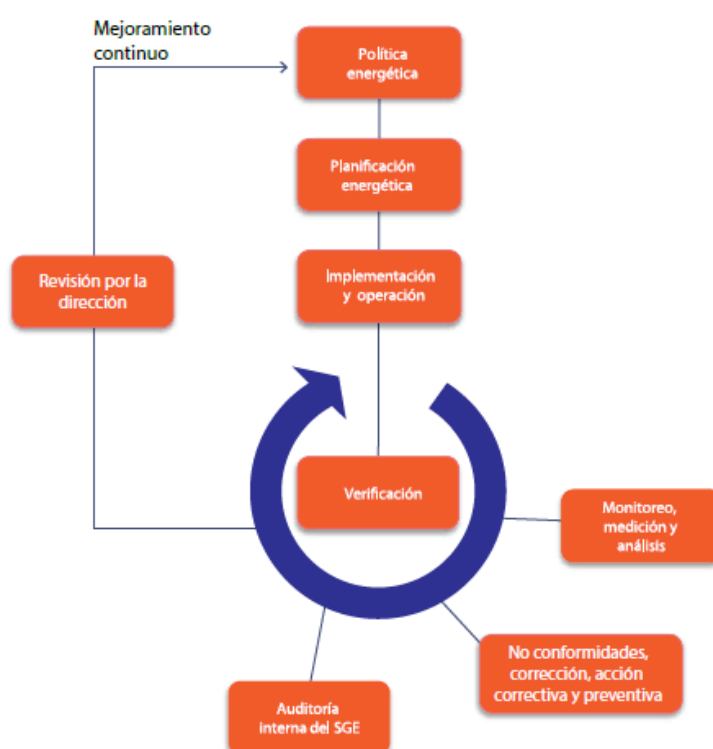 Mejoramiento
continuo
Política
energética
Planificación
energética
Implementación
y operación
Revisión por la
dirección
Verificación
Monitoreo,
medición y
análisis
No conformidades,
corrección, acción
correctiva y preventiva
Auditoría
interna del SGE